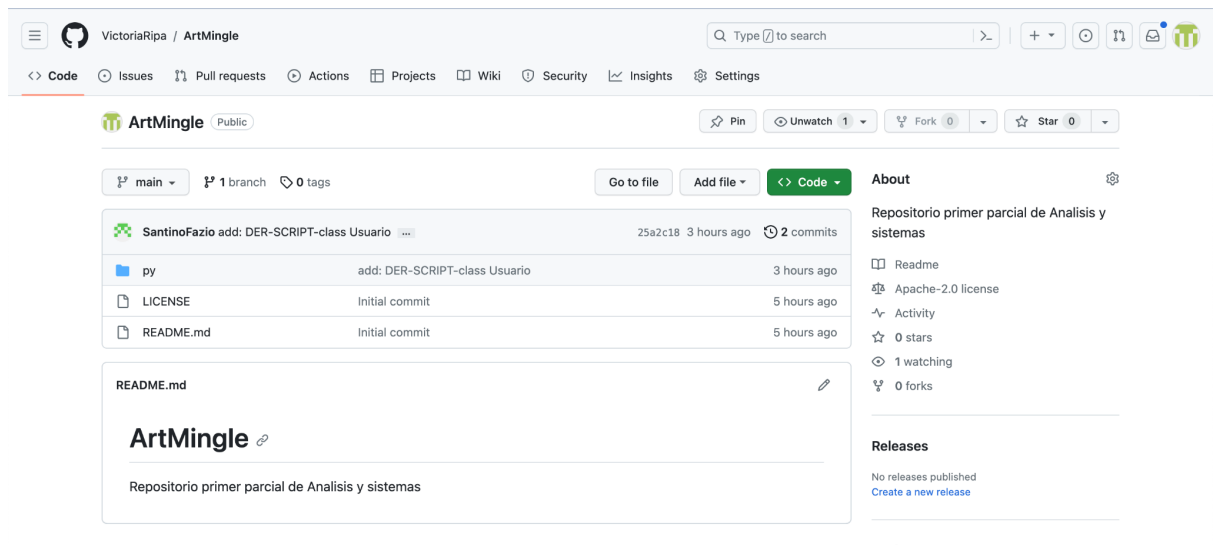 VictoriaRipa / ArtMingle
Type / to search
Code Issues Pull requests Actions Projects Wiki Security Insights Settings
ArtMingle Public
Pin Unwatch 1 Fork 0 Star 0
main 1 branch 0 tags Go to file Add file Code
SantinoFazio add: DER-SCRIPT-class Usuario ... 25a2c18 3 hours ago 2 commits
py add: DER-SCRIPT-class Usuario 3 hours ago
LICENSE Initial commit 5 hours ago
README.md Initial commit 5 hours ago
README.md
ArtMingle
Repositorio primer parcial de Analisis y sistemas
About
Repositorio primer parcial de Analisis y
sistemas
Readme
Apache-2.0 license
Activity
0 stars
1 watching
0 forks
Releases
No releases published
Create a new release